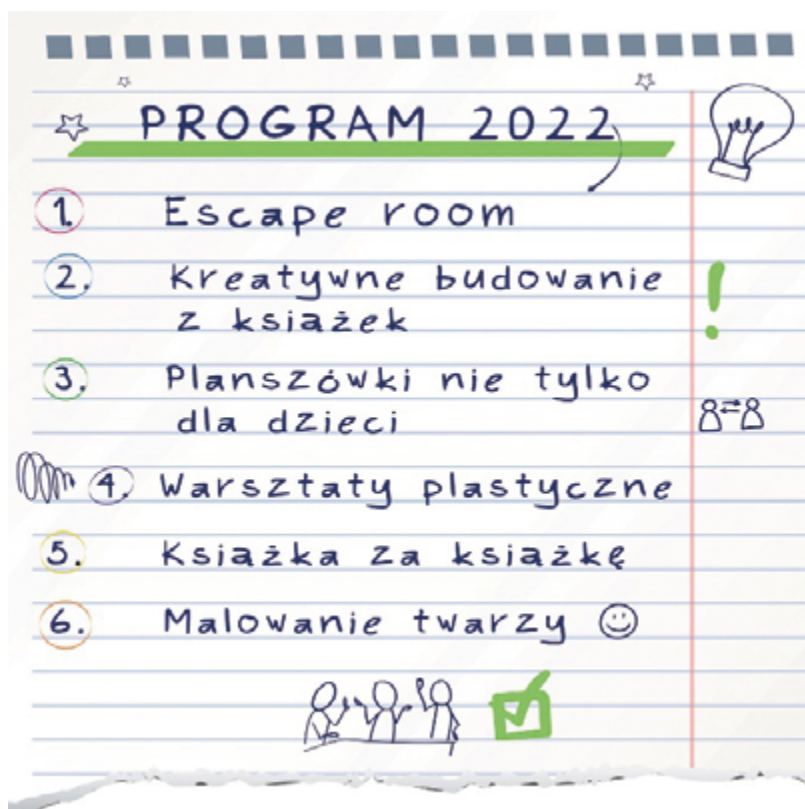 PROGRAM 2022
1. Escape room
2. Kreatywne budowanie
z książek
3. Planszówki nie tylko
dla dzieci
4. Warsztaty plastyczne
5. Książka za książkę
6. Malowanie twarzy ☺